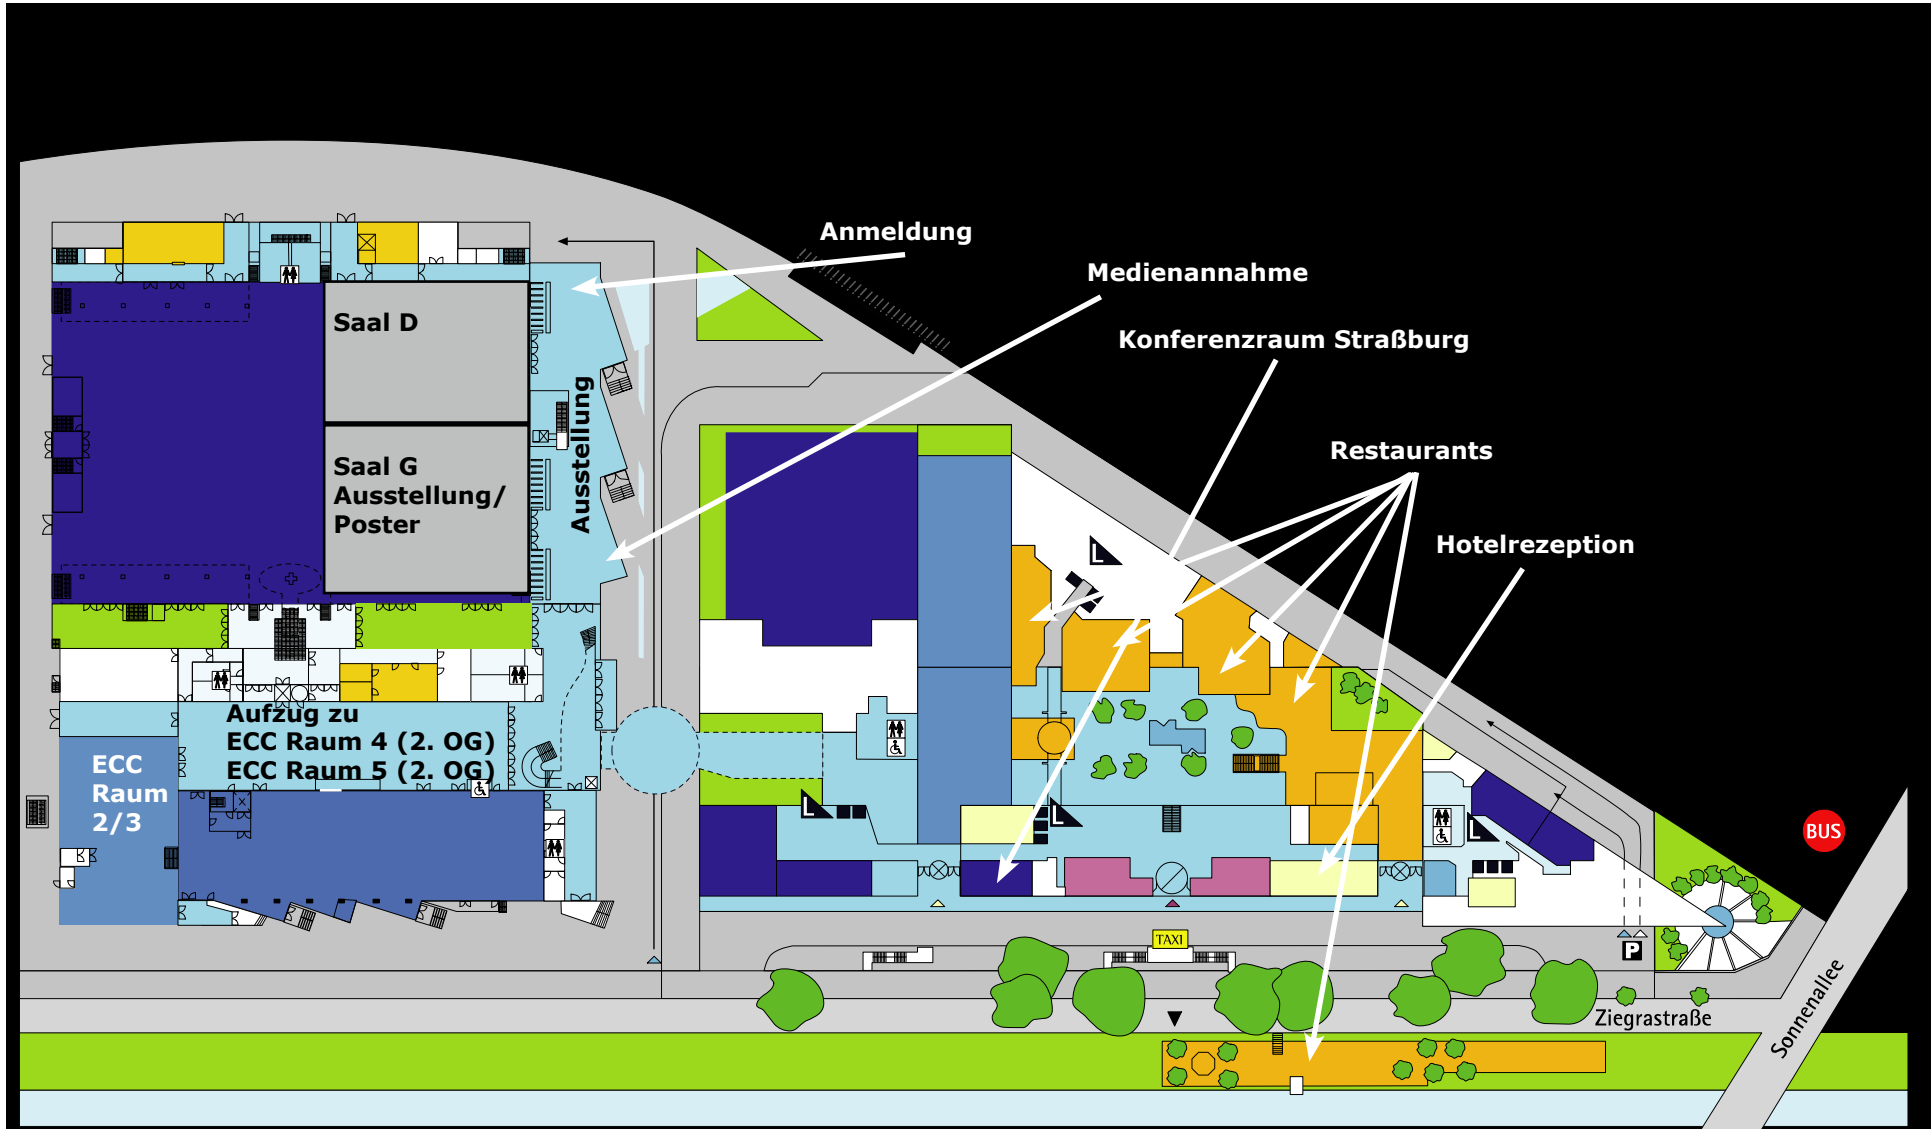 Anmeldung
Medienannahme
Konferenzraum Straßburg
Restaurants
Hotelrezeption
Saal D
Saal G
Ausstellung/
Poster
Ausstellung
Aufzug zu
ECC Raum 4 (2. OG)
ECC Raum 5 (2. OG)
ECC
Raum
2/3
L
L
L
L
BUS
TAXI
P
Ziegrastraße
Sonnenallee